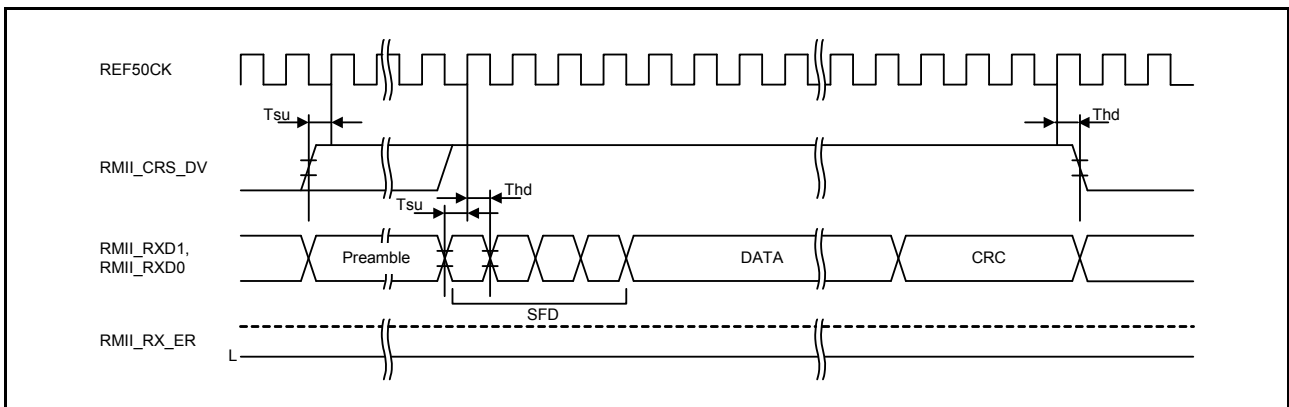 REF50CK
Tsu
Thd
RMII_CRS_DV
Tsu
Thd
RMII_RXD1,
RMII_RXD0
Preamble
DATA
CRC
SFD
RMII_RX_ER
L